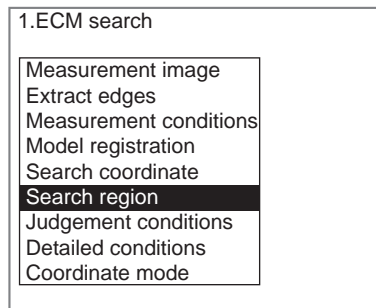 1.ECM search
Measurement image
Extract edges
Measurement conditions
Model registration
Search coordinate
Search region
Judgement conditions
Detailed conditions
Coordinate mode